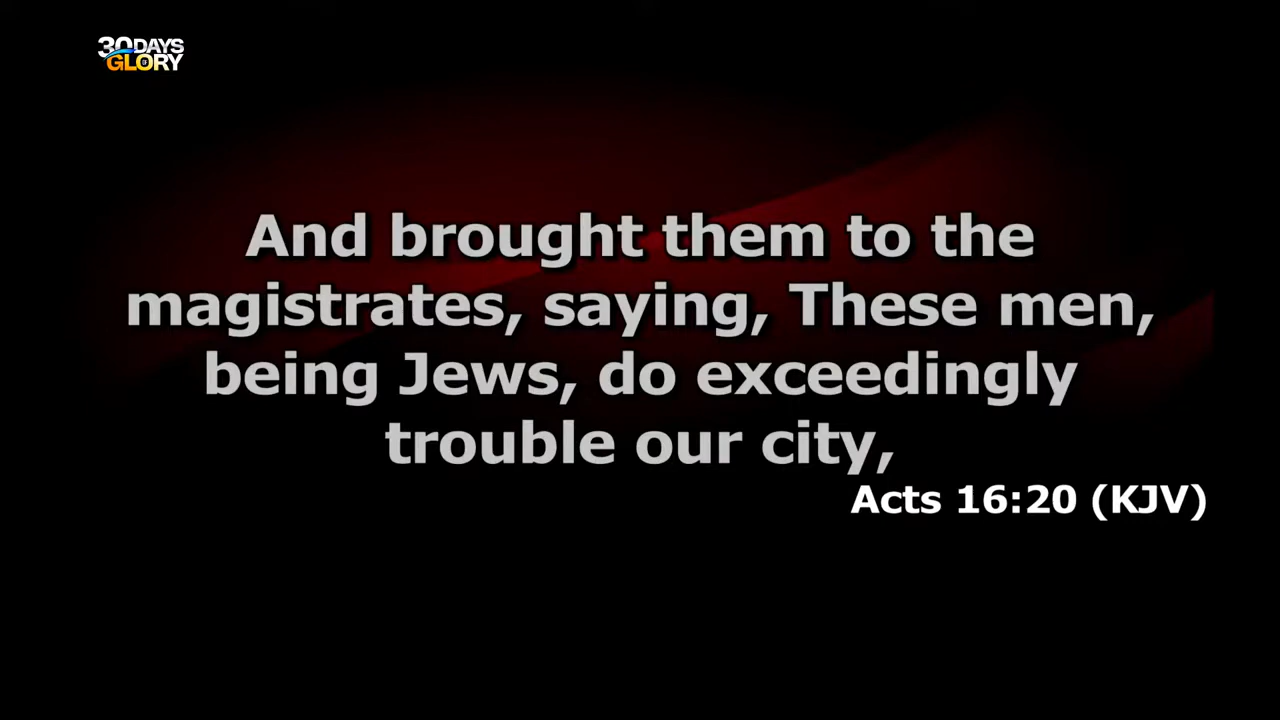 30DAYS
OF
GLORY
And brought them to the
magistrates, saying, These men,
being Jews, do exceedingly
trouble our city,
Acts 16:20 (KJV)